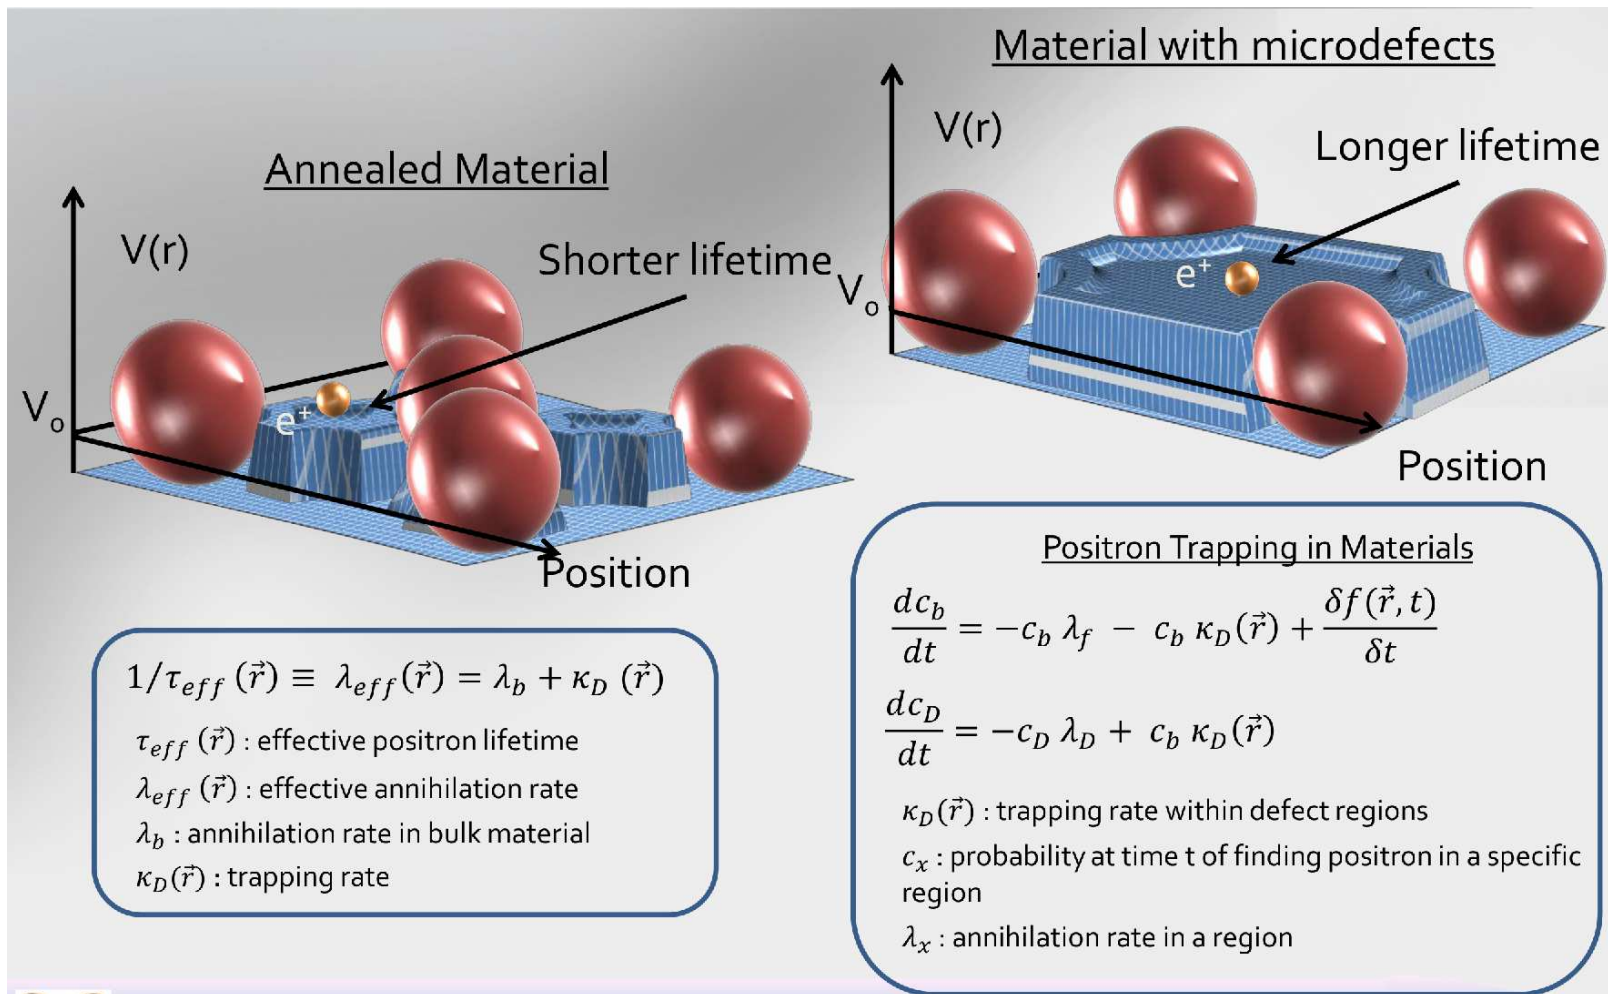 Annealed Material
V(r)
Shorter lifetime
e⁺
Vₒ
Position
1/τ_eff (r⃗) ≡ λ_eff(r⃗) = λ_b + κ_D (r⃗)
τ_eff (r⃗) : effective positron lifetime
λ_eff (r⃗) : effective annihilation rate
λ_b : annihilation rate in bulk material
κ_D(r⃗) : trapping rate
Material with microdefects
V(r)
Longer lifetime
e⁺
Vₒ
Position
Positron Trapping in Materials
dc_b/dt = −c_b λ_f − c_b κ_D(r⃗) + δf(r⃗, t)/δt
dc_D/dt = −c_D λ_D + c_b κ_D(r⃗)
κ_D(r⃗) : trapping rate within defect regions
c_x : probability at time t of finding positron in a specific
region
λ_x : annihilation rate in a region